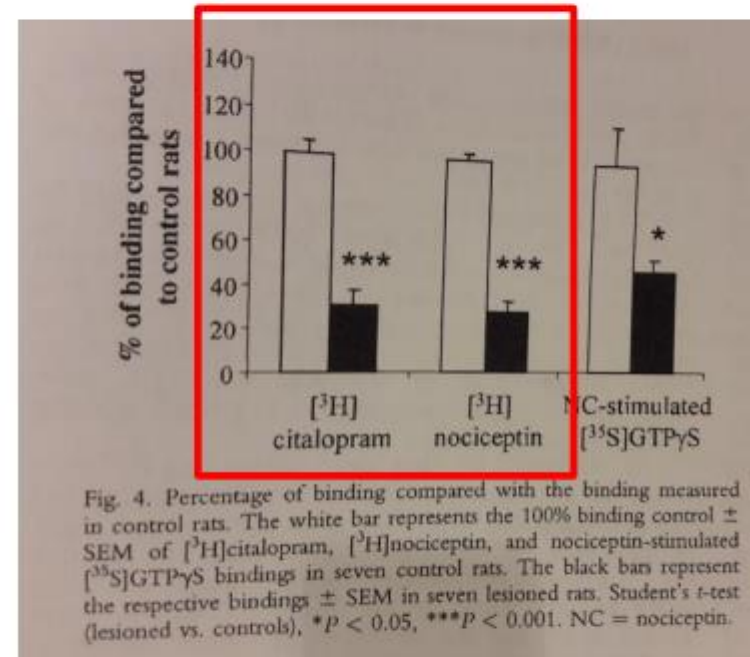 % of binding compared
to control rats
140
120
100
80
60
40
20
0
***
***
*
[³H]
citalopram
[³H]
nociceptin
NC-stimulated
[³⁵S]GTPγS
Fig. 4. Percentage of binding compared with the binding measured
in control rats. The white bar represents the 100% binding control ±
SEM of [³H]citalopram, [³H]nociceptin, and nociceptin-stimulated
[³⁵S]GTPγS bindings in seven control rats. The black bars represent
the respective bindings ± SEM in seven lesioned rats. Student's t-test
(lesioned vs. controls), *P < 0.05, ***P < 0.001. NC = nociceptin.